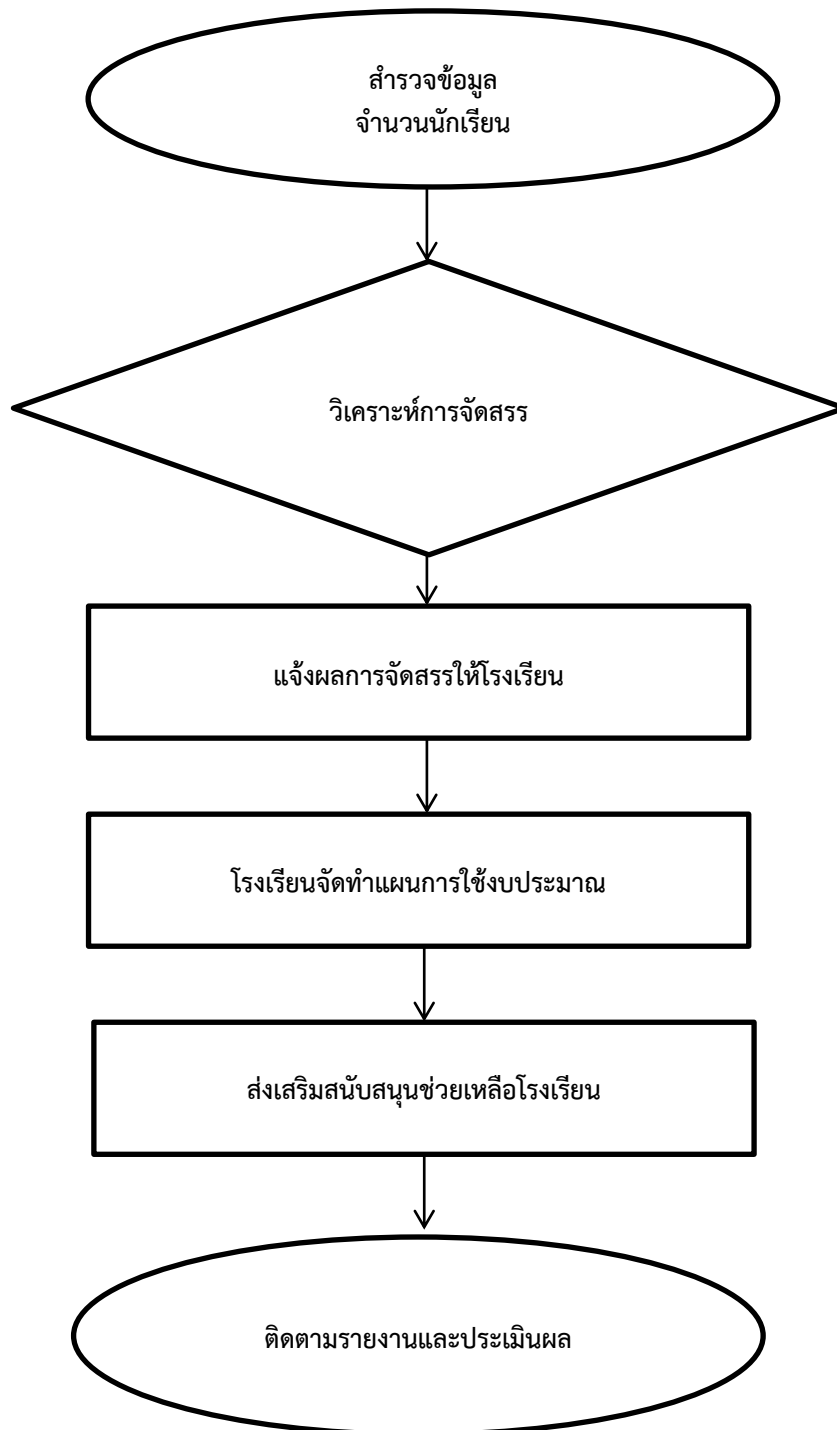 สำรวจข้อมูล
จำนวนนักเรียน
วิเคราะห์การจัดสรร
แจ้งผลการจัดสรรให้โรงเรียน
โรงเรียนจัดทำแผนการใช้งบประมาณ
ส่งเสริมสนับสนุนช่วยเหลือโรงเรียน
ติดตามรายงานและประเมินผล